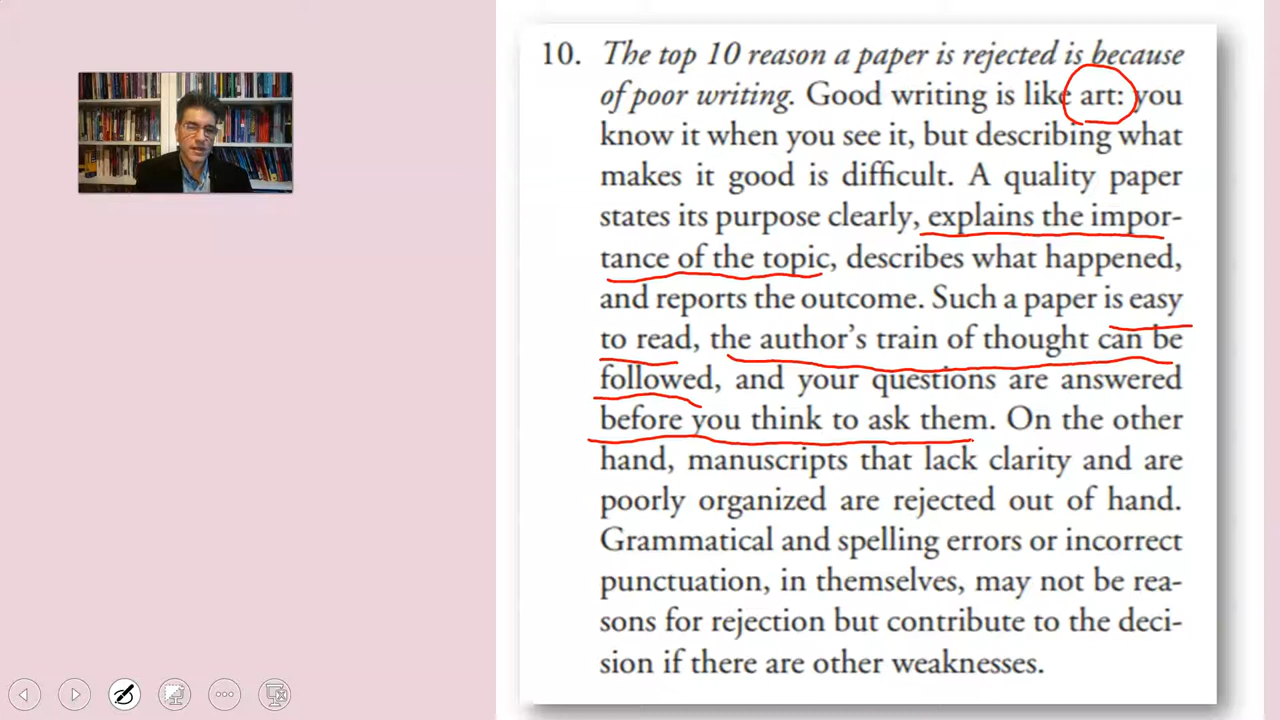 10. The top 10 reason a paper is rejected is because
of poor writing. Good writing is like art: you
know it when you see it, but describing what
makes it good is difficult. A quality paper
states its purpose clearly, explains the impor-
tance of the topic, describes what happened,
and reports the outcome. Such a paper is easy
to read, the author’s train of thought can be
followed, and your questions are answered
before you think to ask them. On the other
hand, manuscripts that lack clarity and are
poorly organized are rejected out of hand.
Grammatical and spelling errors or incorrect
punctuation, in themselves, may not be rea-
sons for rejection but contribute to the deci-
sion if there are other weaknesses.